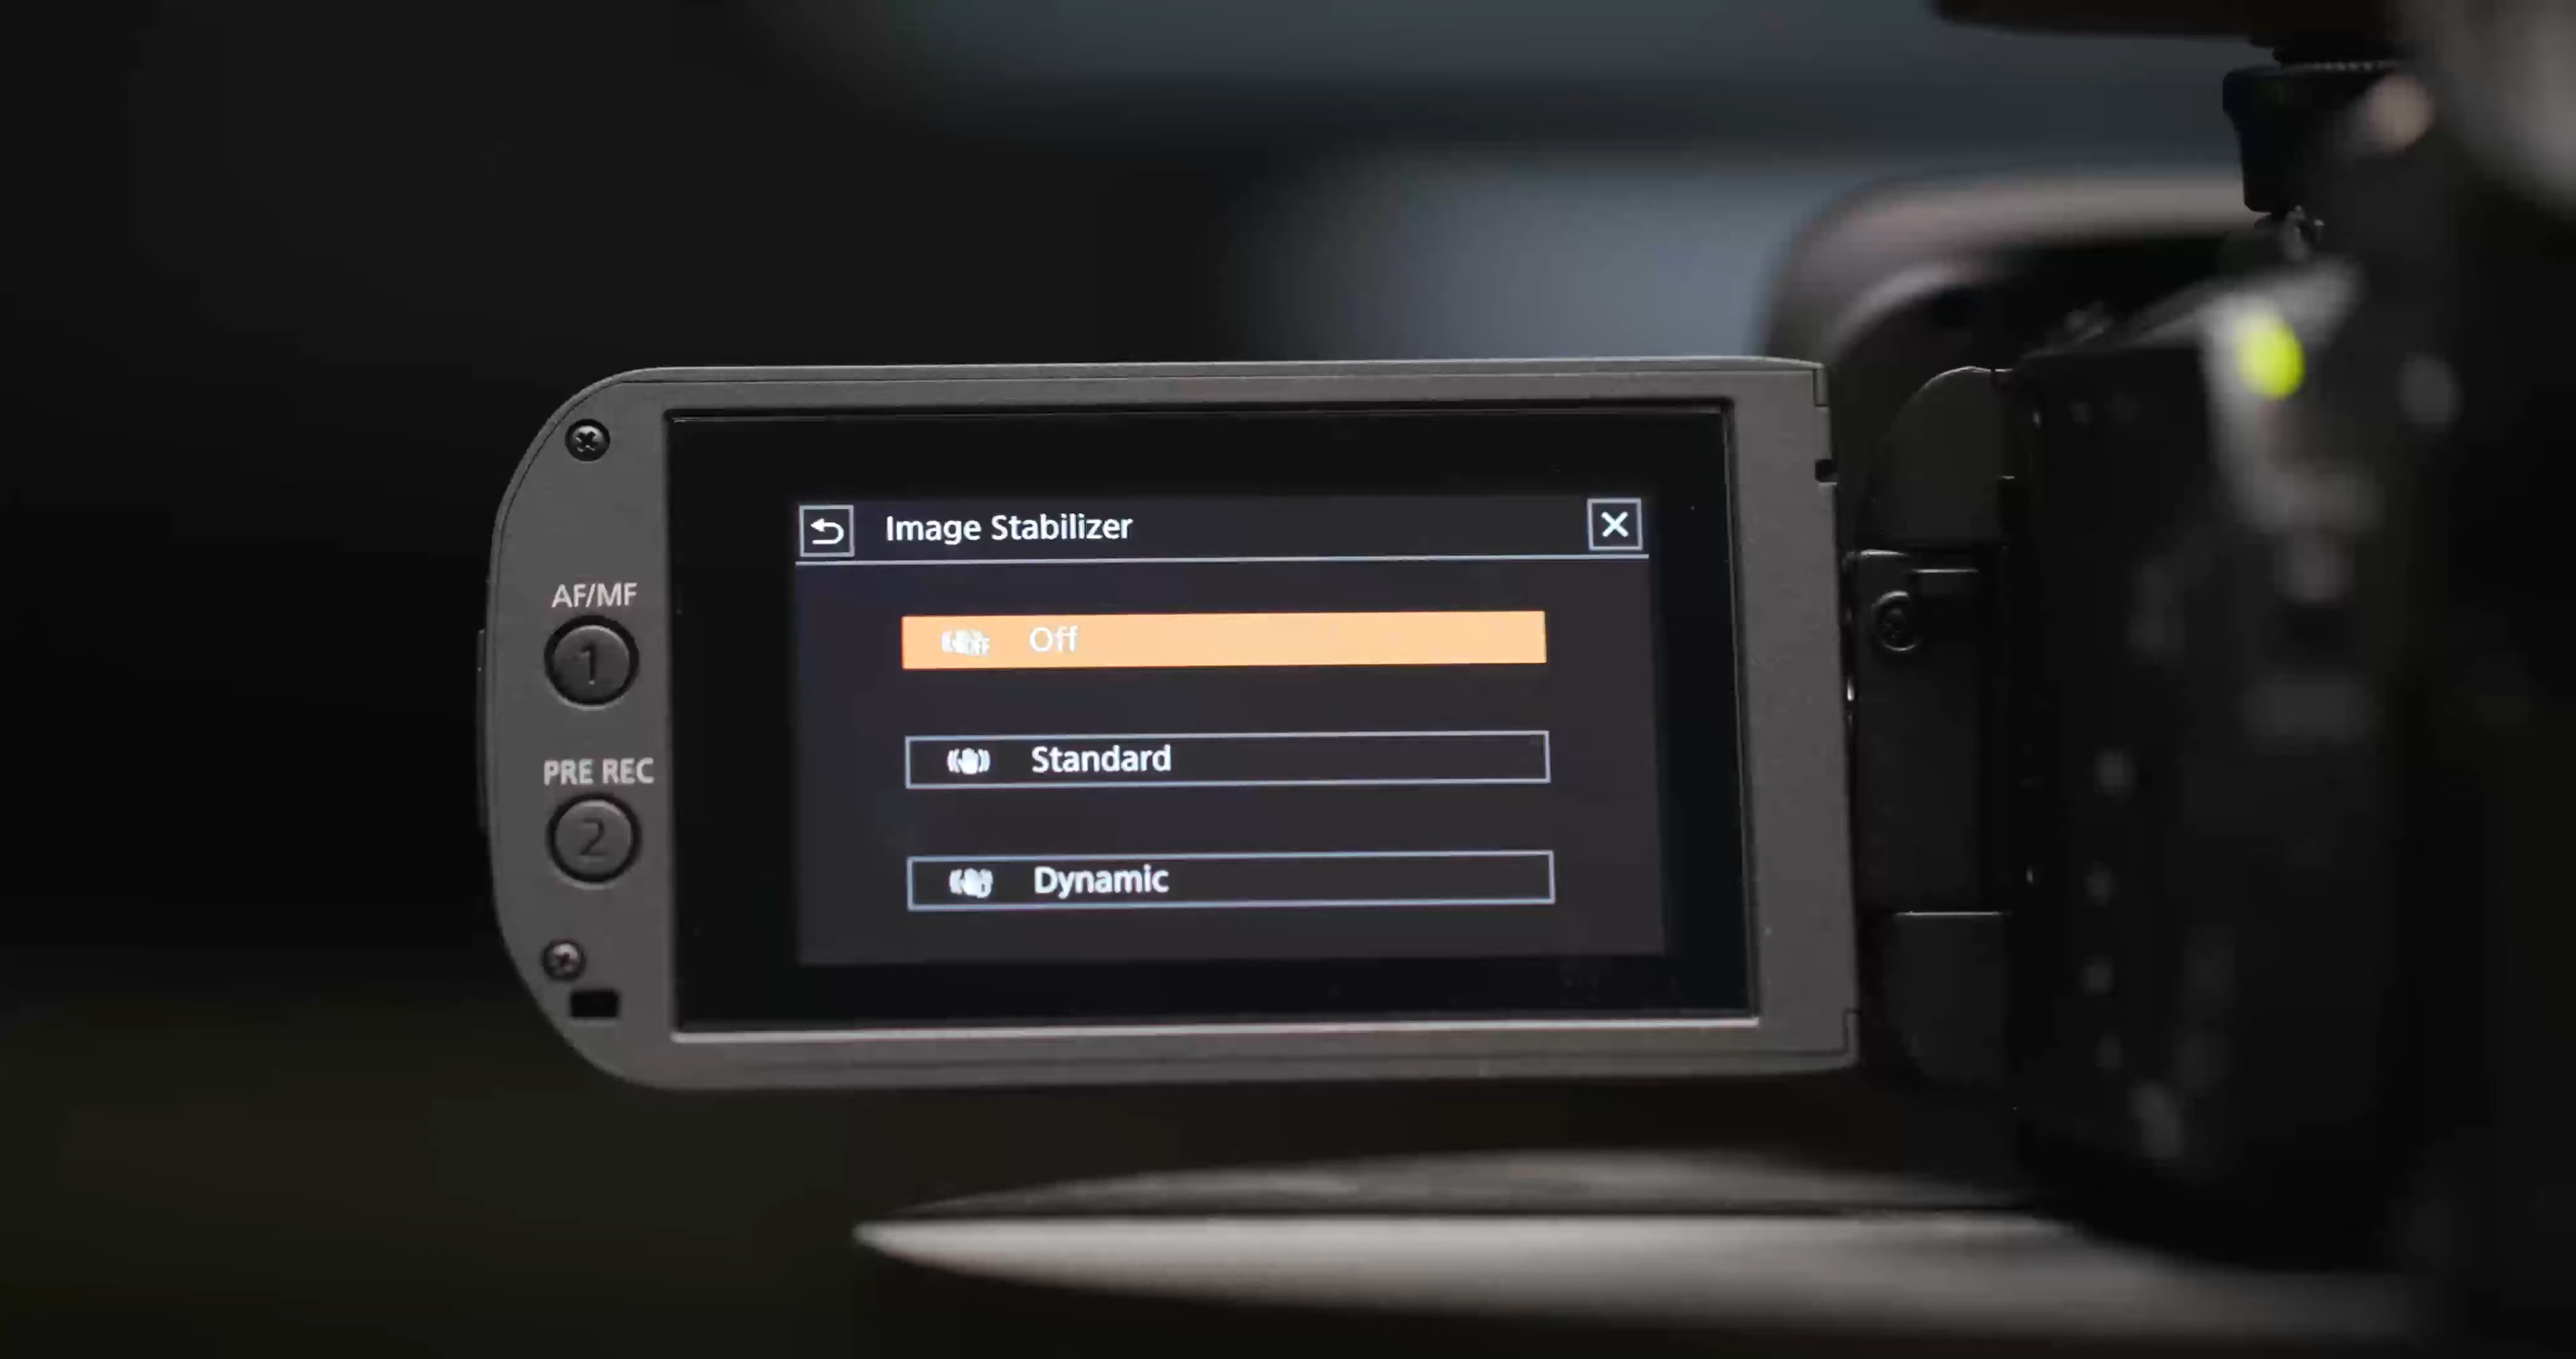 Image Stabilizer
Off
AF/MF
1
Standard
PRE REC
2
Dynamic